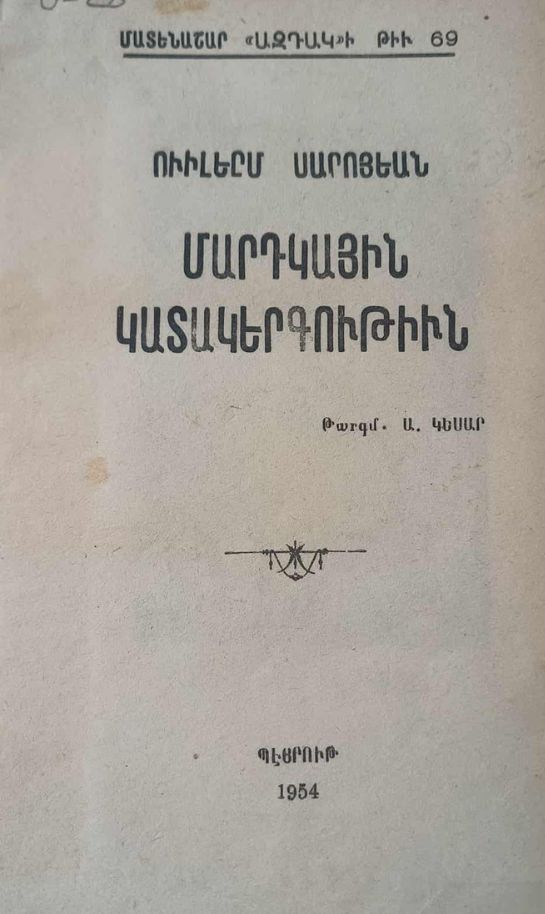 ՄԱՏԵՆԱՇԱՐ «ԱԶԴԱԿ»Ի ԹԻՒ 69
ՈՒԻԼԵԸՄ ՍԱՐՈՅԵԱՆ
ՄԱՐԴԿԱՅԻՆ
ԿԱՏԱԿԵՐԳՈՒԹԻՒՆ
Թարգմ. Ա. ԿԵՍԱՐ
ՊԷՅՐՈՒԹ
1954